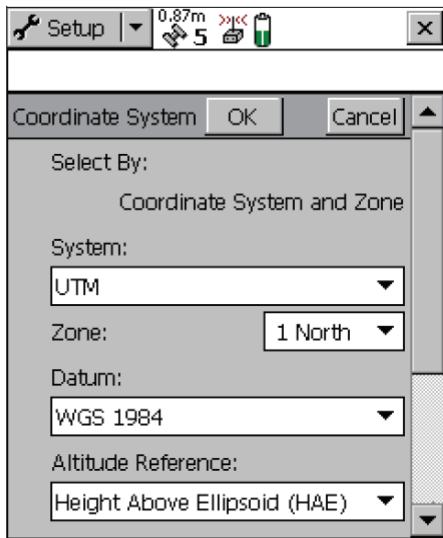 Setup 0.87m 5
Coordinate System OK Cancel
Select By:
Coordinate System and Zone
System:
UTM
Zone: 1 North
Datum:
WGS 1984
Altitude Reference:
Height Above Ellipsoid (HAE)